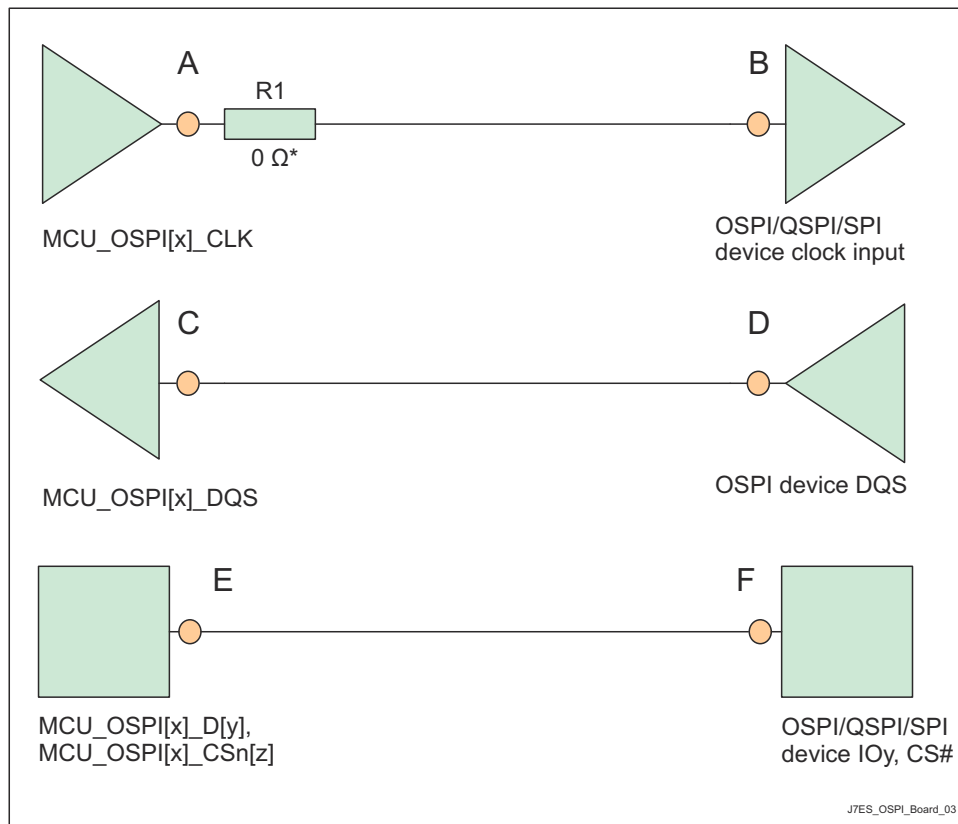 A
B
R1
0 Ω*
MCU_OSPI[x]_CLK
OSPI/QSPI/SPI
device clock input
C
D
MCU_OSPI[x]_DQS
OSPI device DQS
E
F
MCU_OSPI[x]_D[y],
MCU_OSPI[x]_CSn[z]
OSPI/QSPI/SPI
device IOy, CS#
J7ES_OSPI_Board_03